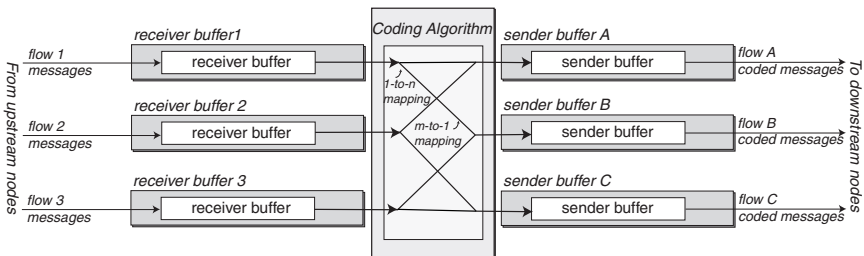 From upstream nodes
flow 1
messages
flow 2
messages
flow 3
messages
receiver buffer1
receiver buffer
receiver buffer 2
receiver buffer
receiver buffer 3
receiver buffer
Coding Algorithm
1-to-n
mapping
m-to-1
mapping
sender buffer A
sender buffer
sender buffer B
sender buffer
sender buffer C
sender buffer
flow A
coded messages
flow B
coded messages
flow C
coded messages
To downstream nodes